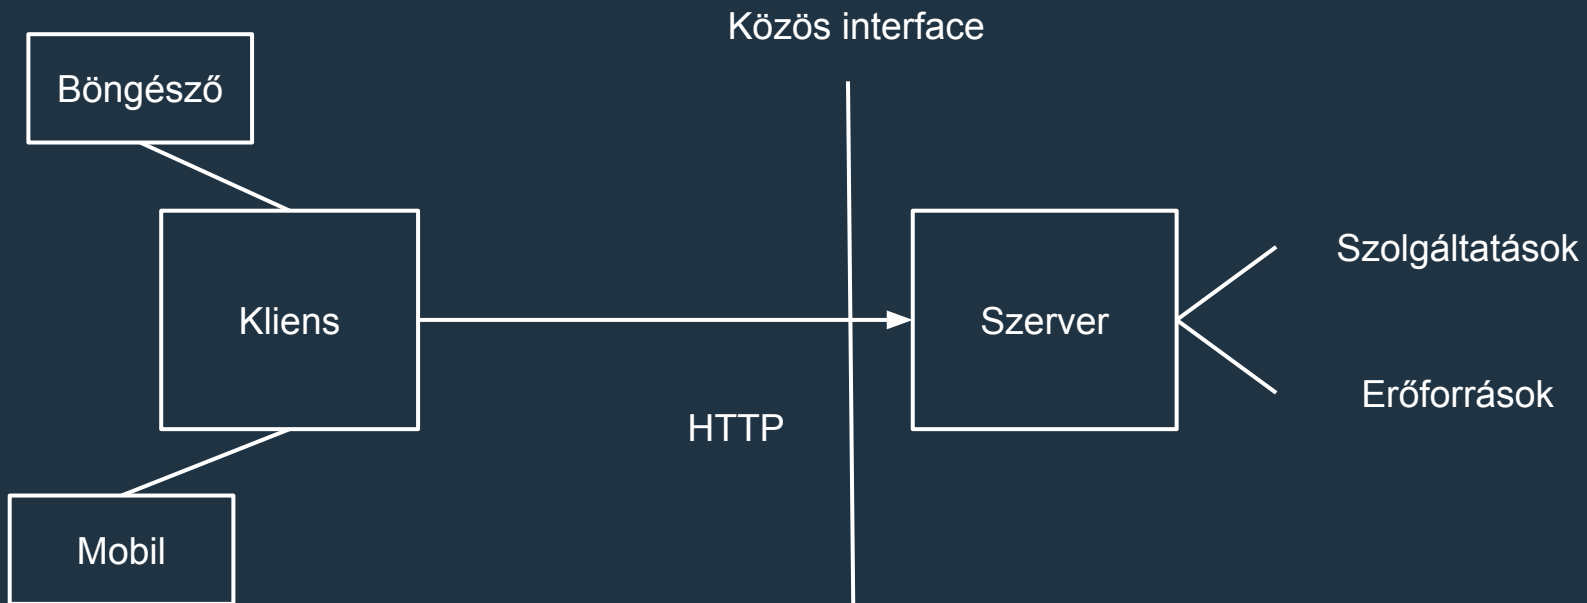 Közös interface
Böngésző
Kliens
Szerver
Szolgáltatások
Erőforrások
HTTP
Mobil